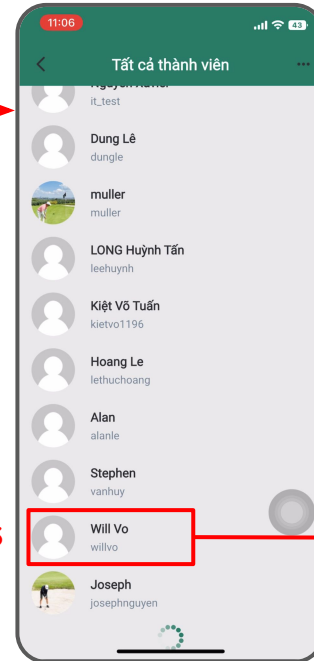 11:06
43
Tất cả thành viên
it_test
Dung Lê
dungle
muller
muller
LONG Huỳnh Tấn
leehuynh
Kiệt Võ Tuấn
kietvo1196
Hoang Le
lethuchoang
Alan
alanle
Stephen
vanhuy
Will Vo
willvo
Joseph
josephnguyen